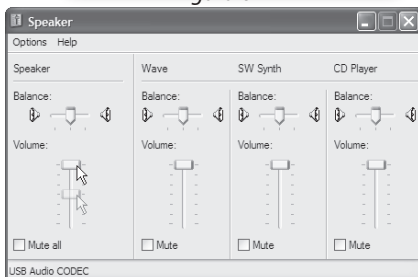 Speaker
Options Help
Speaker Wave SW Synth CD Player
Balance: Balance: Balance: Balance:
Volume: Volume: Volume: Volume:
Mute all Mute Mute Mute
USB Audio CODEC